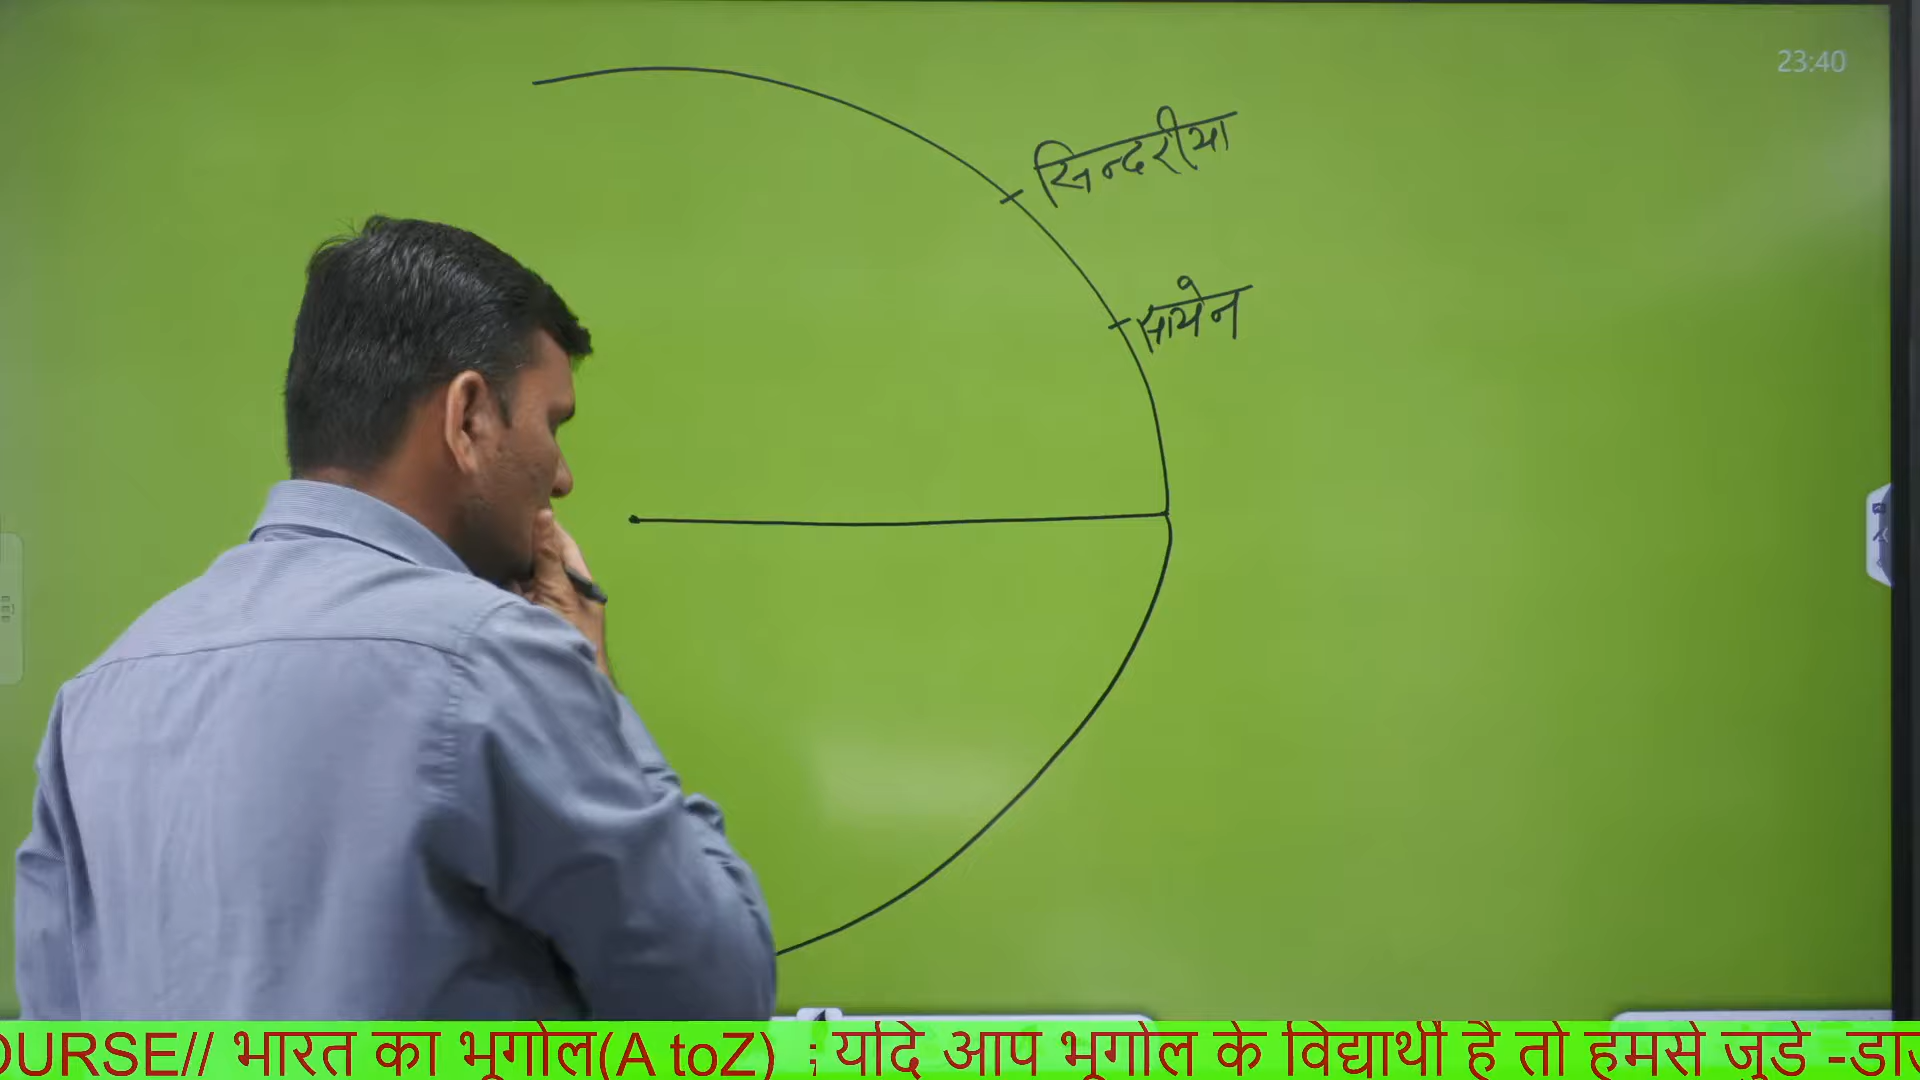 23:40
सिन्दरीया
सायेन
OURSE// भारत का भूगोल(A toZ) : यदि आप भूगोल के विद्यार्थी है तो हमसे जुडे -डा